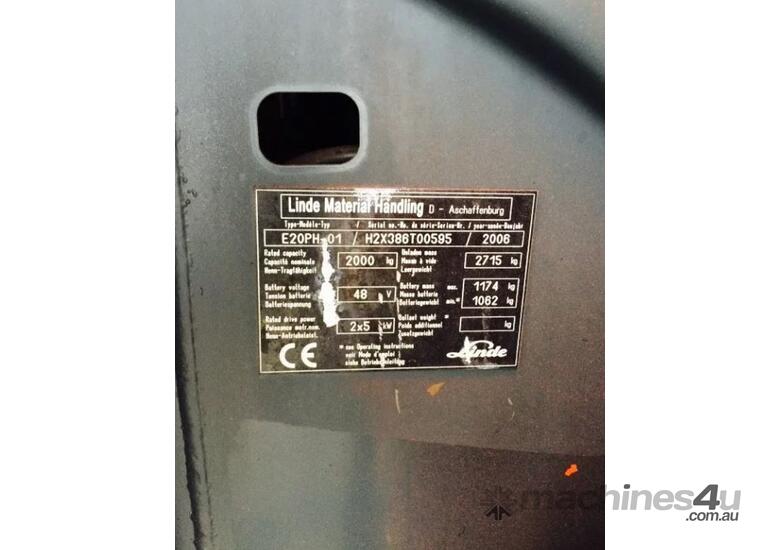 Linde Material Handling D - Aschaffenburg
Type-Modèle-Typ / Serial no.-No. de série-Serien-Nr. / year-année-Baujahr
E20PH-01 / H2X386T00595 / 2006
Rated capacity
Capacité nominale
Nenn-Tragfähigkeit
2000 kg
Unladen mass
Masse à vide
Leergewicht
2715 kg
Battery voltage
Tension batterie
Batteriespannung
48 V
Battery mass max.
Masse batterie
Batteriegewicht min.
1174 kg
1062 kg
Rated drive power
Puissance motr.nom.
Nenn-Antriebsleist.
2x5 kW
Ballast weight
Poids additionnel
Zusatzgewicht
kg
CE
= see Operating instructions
voir Mode d'emploi
siehe Betriebsanleitung
Linde
machines4u
.com.au